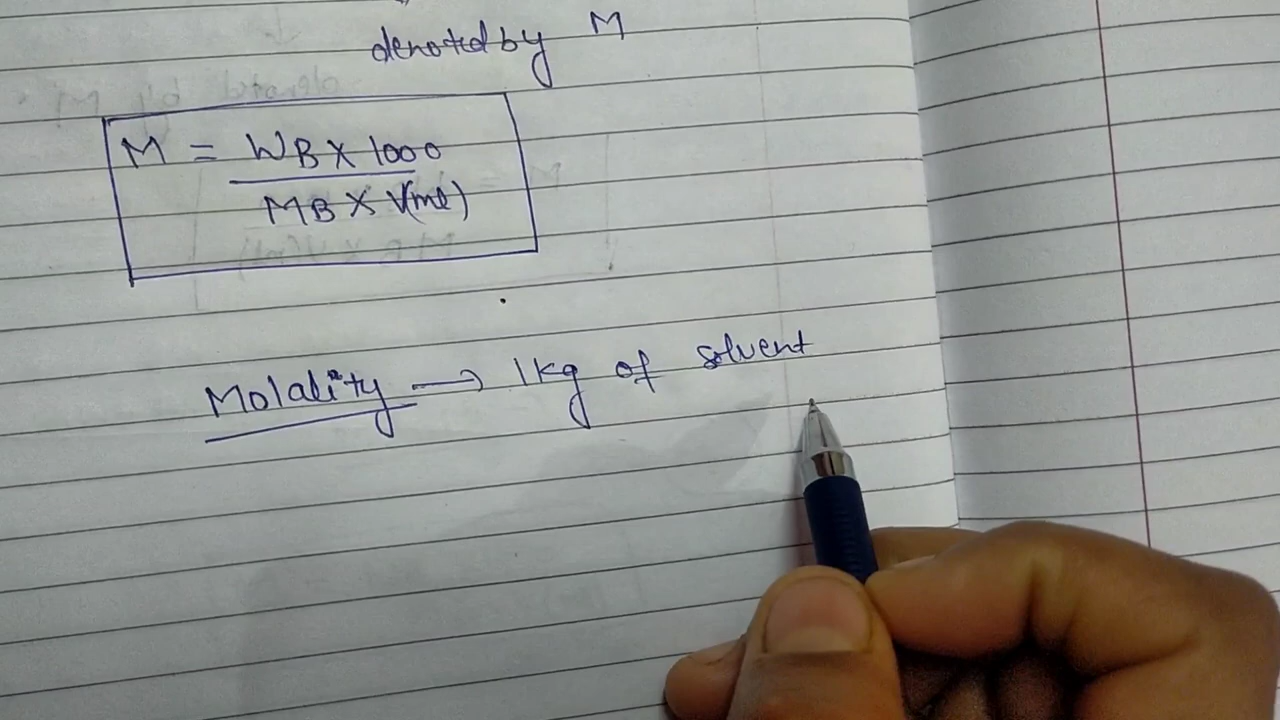 denoted by M
M = WB X 1000
MB X V(ml)
Molality → 1kg of solvent